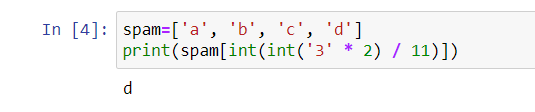 In [4]: spam=['a', 'b', 'c', 'd']
print(spam[int(int('3' * 2) / 11)])
d